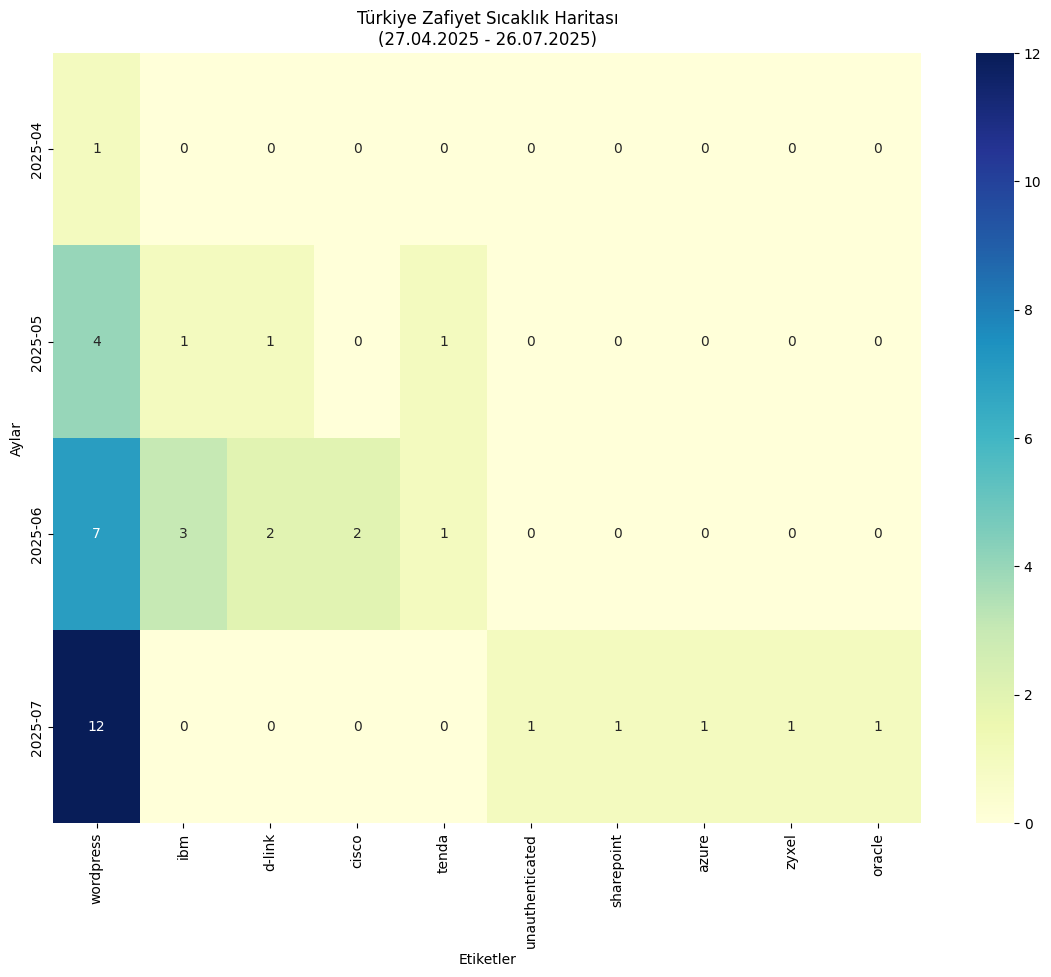 Türkiye Zafiyet Sıcaklık Haritası
(27.04.2025 - 26.07.2025)
Aylar
2025-04
1 0 0 0 0 0 0 0 0 0
2025-05
4 1 1 0 1 0 0 0 0 0
2025-06
7 3 2 2 1 0 0 0 0 0
2025-07
12 0 0 0 0 1 1 1 1 1
wordpress
ibm
d-link
cisco
tenda
unauthenticated
sharepoint
azure
zyxel
oracle
Etiketler
12
10
8
6
4
2
0